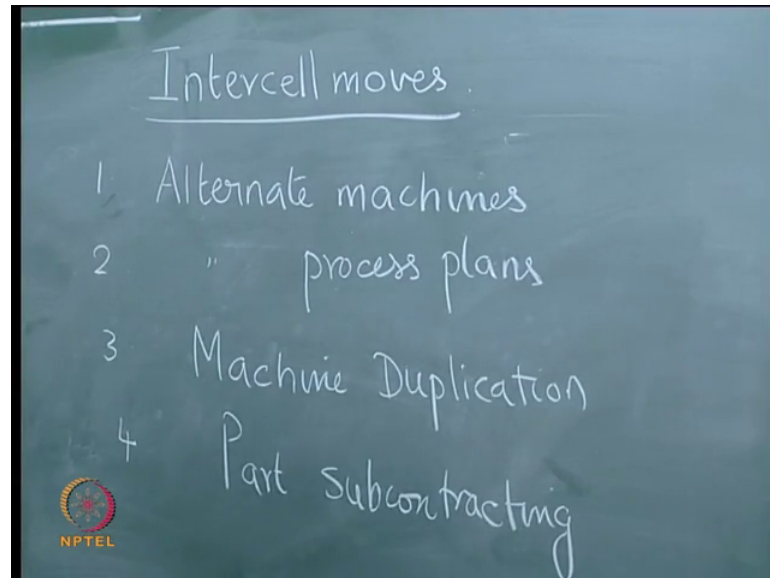 Intercell moves.
1 Alternate machines
2 " process plans
3 Machine Duplication
4 Part subcontracting
NPTEL